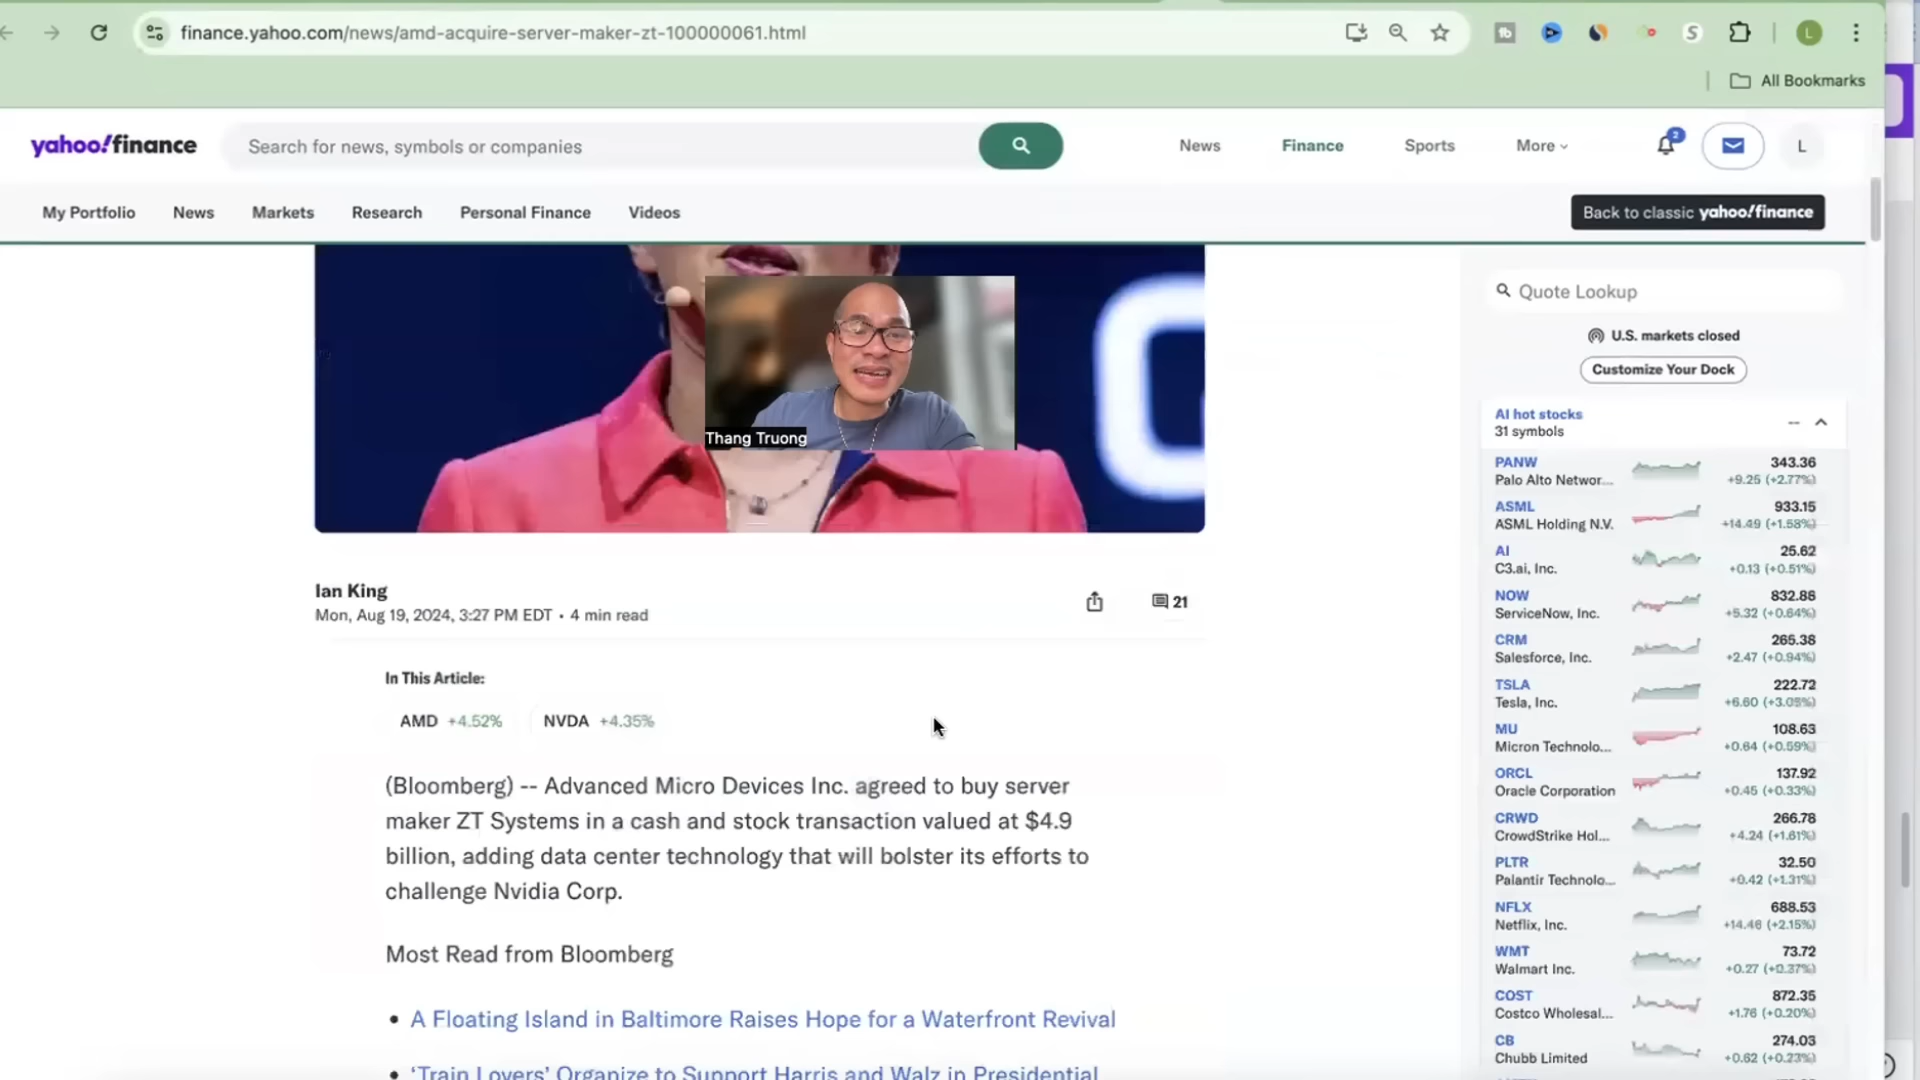 finance.yahoo.com/news/amd-acquire-server-maker-zt-100000061.html
L
All Bookmarks
yahoo!finance
Search for news, symbols or companies
News
Finance
Sports
More
2
L
My Portfolio
News
Markets
Research
Personal Finance
Videos
Back to classic yahoo!finance
Thang Truong
Ian King
Mon, Aug 19, 2024, 3:27 PM EDT • 4 min read
21
In This Article:
AMD +4.52% NVDA +4.35%
(Bloomberg) -- Advanced Micro Devices Inc. agreed to buy server
maker ZT Systems in a cash and stock transaction valued at $4.9
billion, adding data center technology that will bolster its efforts to
challenge Nvidia Corp.
Most Read from Bloomberg
• A Floating Island in Baltimore Raises Hope for a Waterfront Revival
• ‘Train Lovers’ Organize to Support Harris and Walz in Presidential
Quote Lookup
U.S. markets closed
Customize Your Dock
AI hot stocks
31 symbols
--
PANW 343.36
Palo Alto Networ... +9.25 (+2.77%)
ASML 933.15
ASML Holding N.V. +14.49 (+1.58%)
AI 25.62
C3.ai, Inc. +0.13 (+0.51%)
NOW 832.86
ServiceNow, Inc. +5.32 (+0.64%)
CRM 265.38
Salesforce, Inc. +2.47 (+0.94%)
TSLA 222.72
Tesla, Inc. +6.60 (+3.05%)
MU 108.63
Micron Technolo... +0.64 (+0.59%)
ORCL 137.92
Oracle Corporation +0.45 (+0.33%)
CRWD 266.78
CrowdStrike Hol... +4.24 (+1.61%)
PLTR 32.50
Palantir Technolo... +0.42 (+1.31%)
NFLX 688.53
Netflix, Inc. +14.46 (+2.15%)
WMT 73.72
Walmart Inc. +0.27 (+0.37%)
COST 872.35
Costco Wholesal... +1.76 (+0.20%)
CB 274.03
Chubb Limited +0.62 (+0.23%)